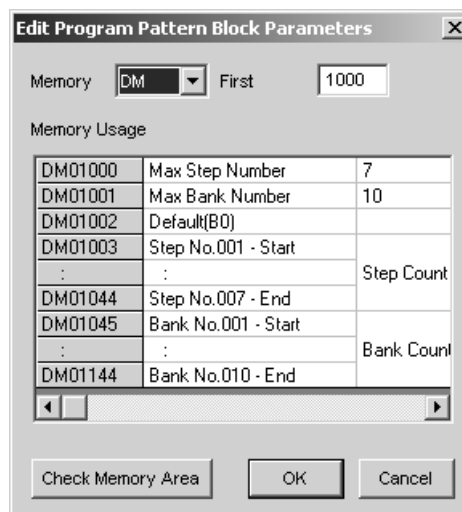 Edit Program Pattern Block Parameters
Memory DM First 1000
Memory Usage
DM01000 Max Step Number 7
DM01001 Max Bank Number 10
DM01002 Default(B0)
DM01003 Step No.001 - Start
: : Step Count
DM01044 Step No.007 - End
DM01045 Bank No.001 - Start
: : Bank Count
DM01144 Bank No.010 - End
Check Memory Area OK Cancel